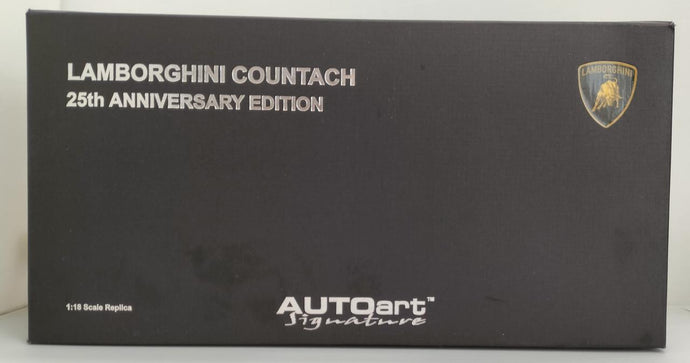 LAMBORGHINI COUNTACH
25th ANNIVERSARY EDITION
LAMBORGHINI
1:18 Scale Replica
AUTOart™
Signature